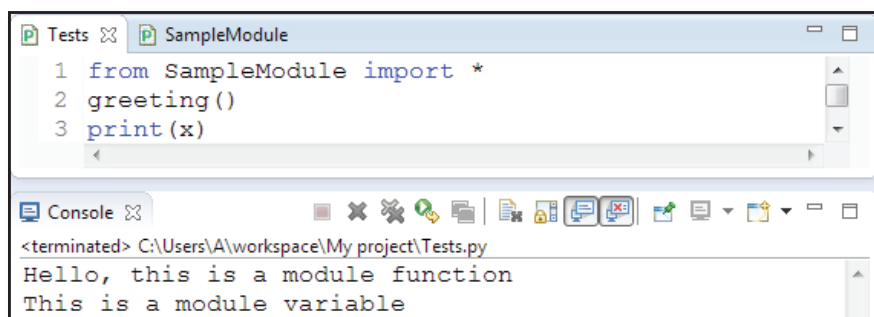 Tests SampleModule
1 from SampleModule import *
2 greeting()
3 print(x)
Console
<terminated> C:\Users\A\workspace\My project\Tests.py
Hello, this is a module function
This is a module variable